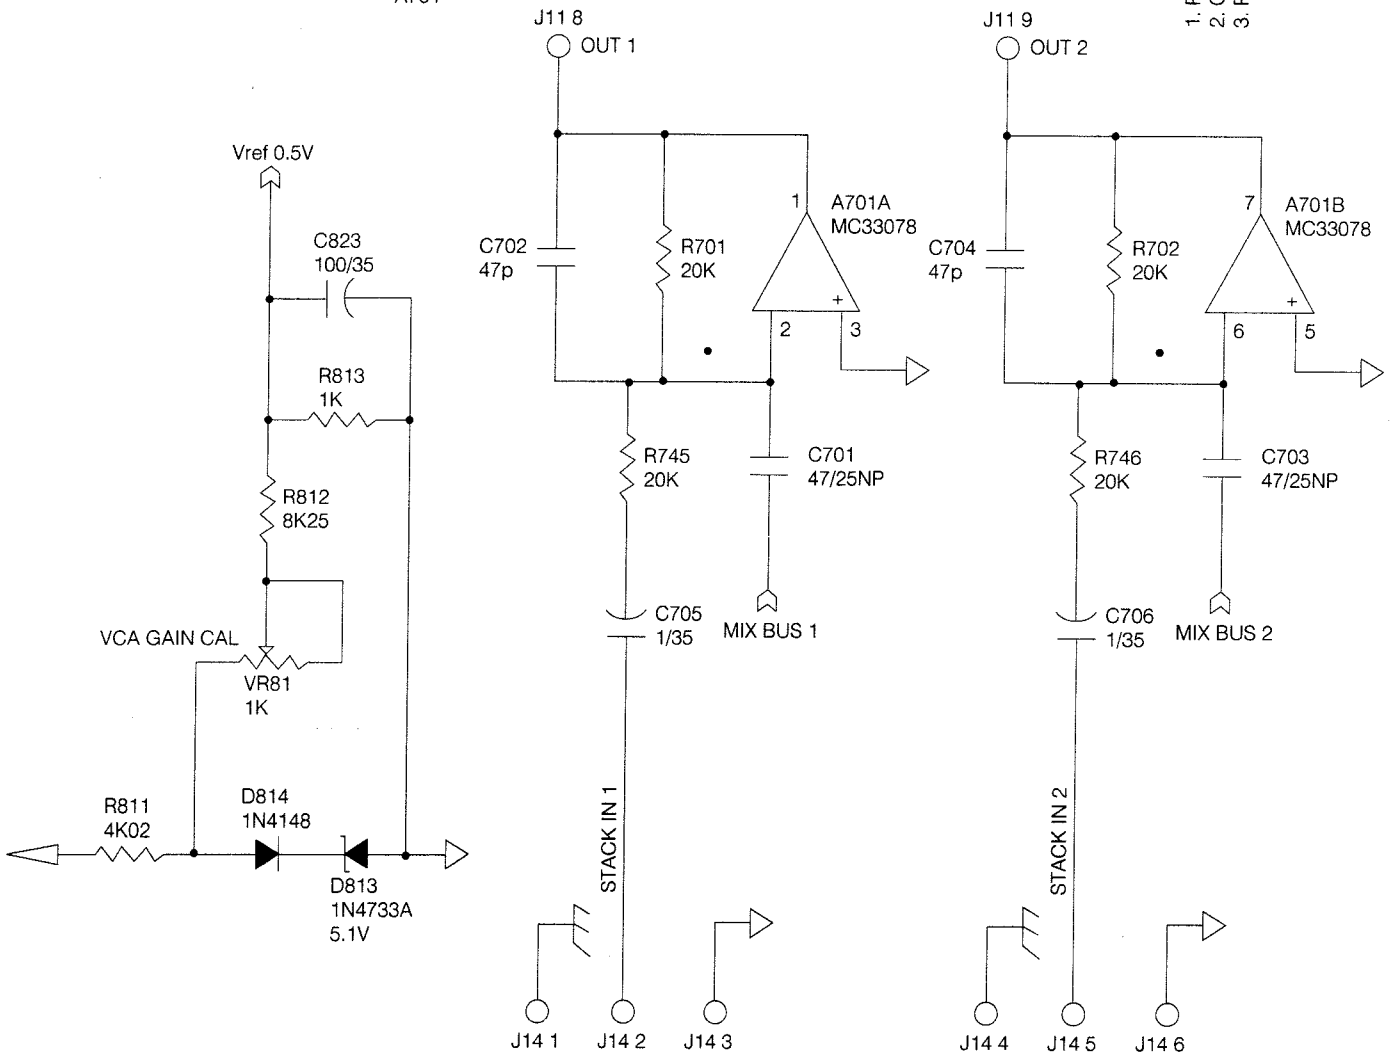 J11 8
OUT 1
J11 9
OUT 2
1.
2.
3.
Vref 0.5V
C823
100/35
R813
1K
R812
8K25
VCA GAIN CAL
VR81
1K
R811
4K02
D814
1N4148
D813
1N4733A
5.1V
C702
47p
R701
20K
1
A701A
MC33078
+
2
3
R745
20K
C701
47/25NP
C705
1/35
MIX BUS 1
STACK IN 1
J14 1
J14 2
J14 3
C704
47p
R702
20K
7
A701B
MC33078
+
6
5
R746
20K
C703
47/25NP
C706
1/35
MIX BUS 2
STACK IN 2
J14 4
J14 5
J14 6